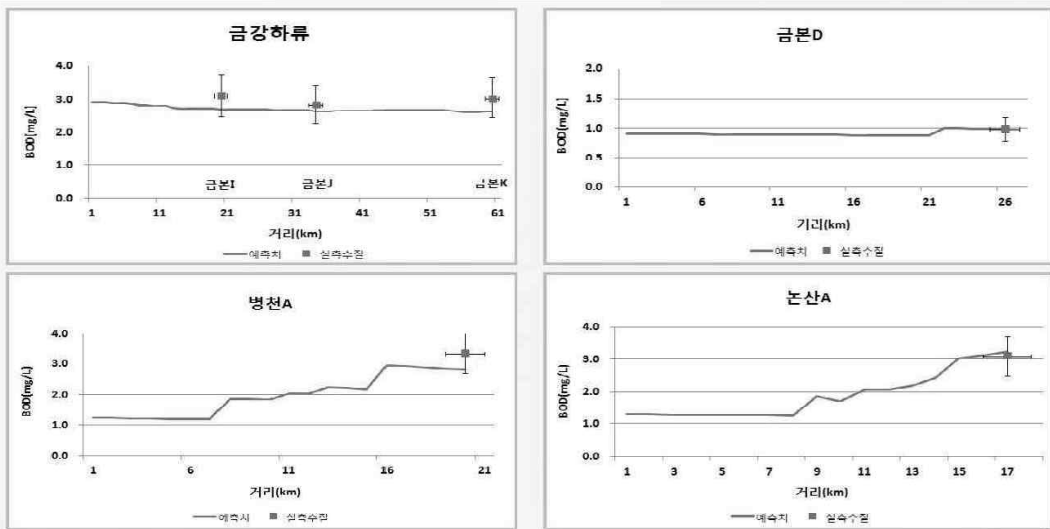 금강하류
4.0
3.0
2.0
1.0
0.0
BOD[mg/L]
금본I
금본J
금본K
1 11 21 31 41 51 61
거리(km)
예측치 실측수질
금본D
2.0
1.5
1.0
0.5
0.0
BOD[mg/L]
1 6 11 16 21 26
거리(km)
예측치 실측수질
병천A
4.0
3.0
2.0
1.0
0.0
BOD(mg/L)
1 6 11 16 21
거리(km)
예측치 실측수질
논산A
4.0
3.0
2.0
1.0
0.0
BOD(mg/L)
1 3 5 7 9 11 13 15 17
거리(km)
예측치 실측수질